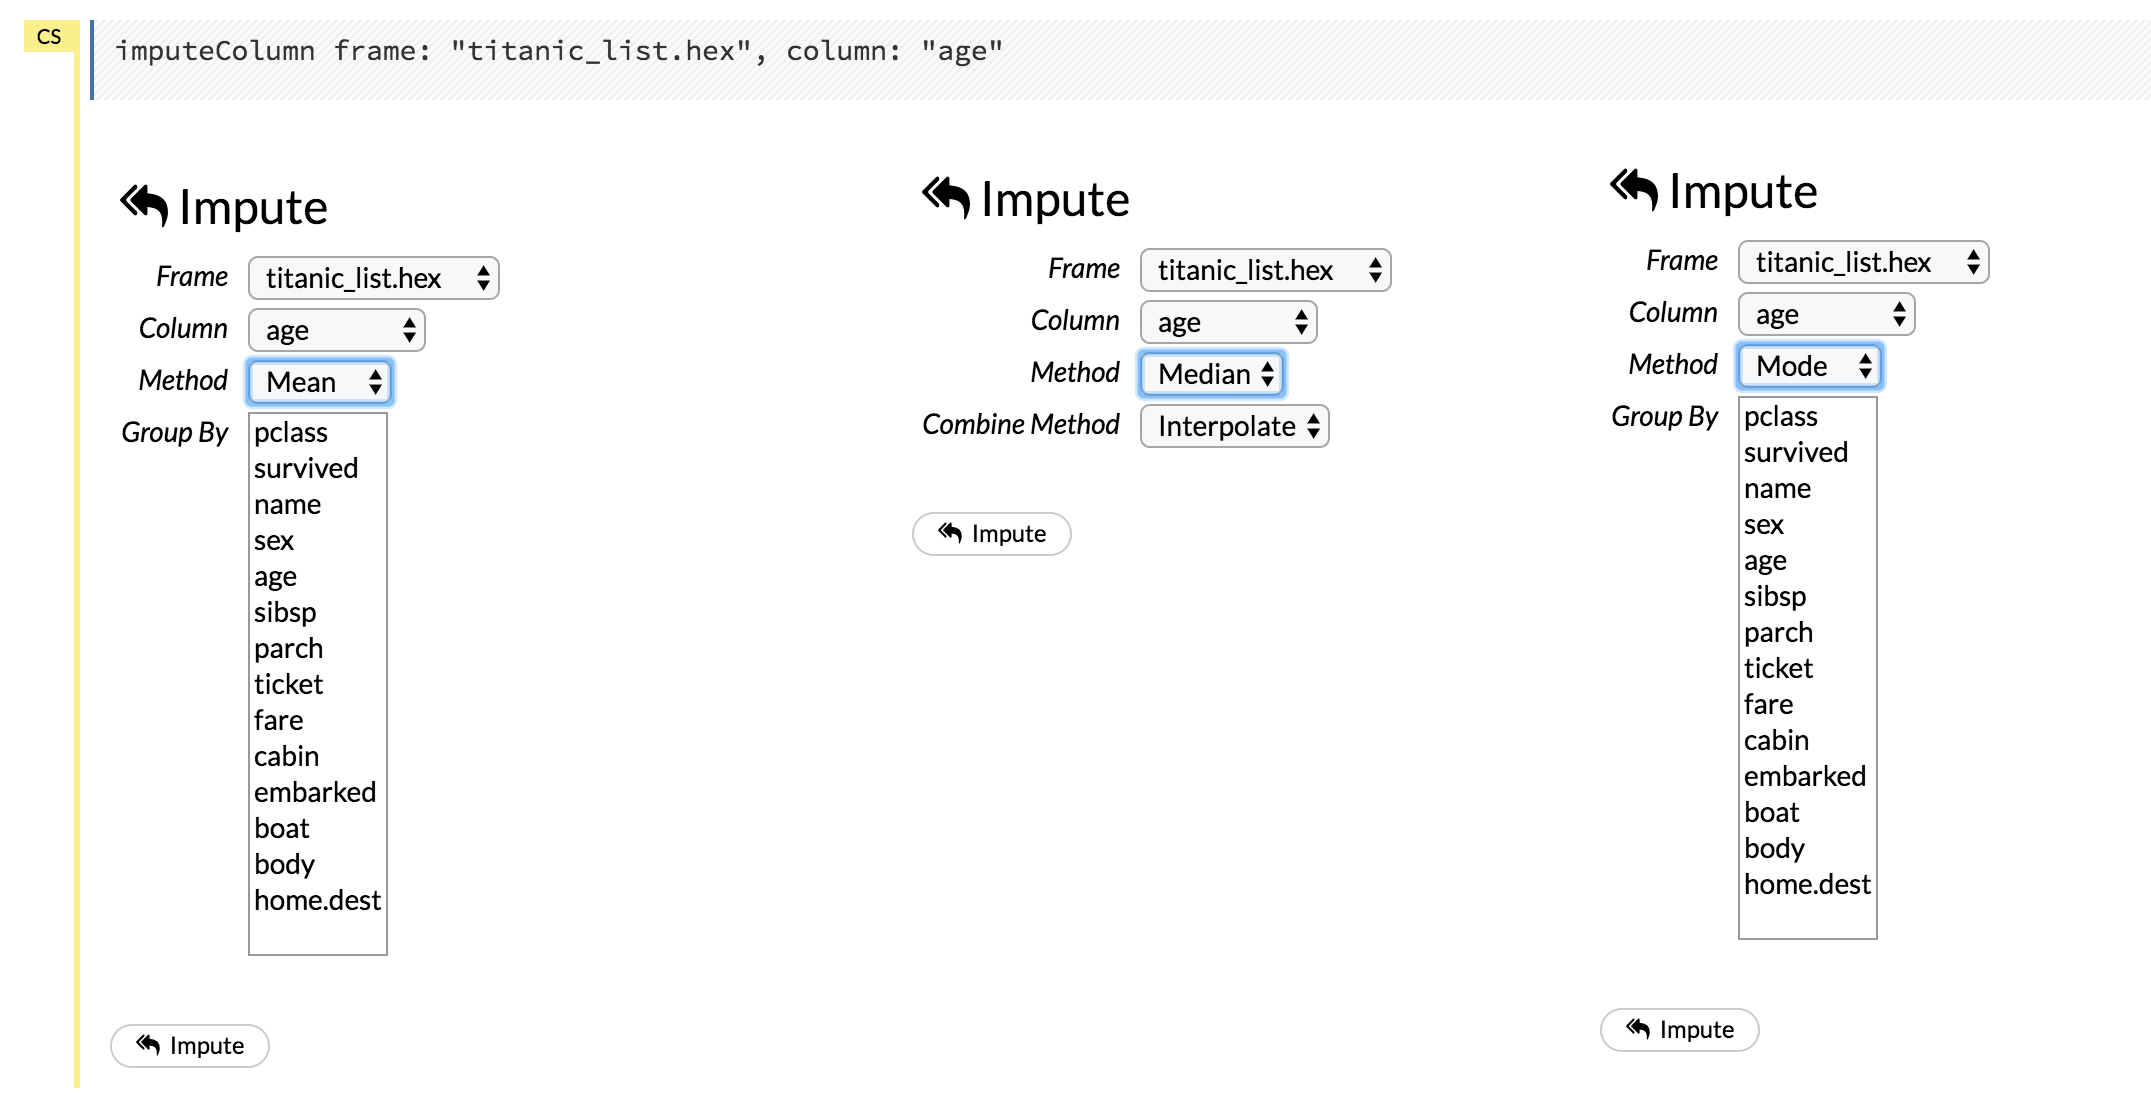 CS
imputeColumn frame: "titanic_list.hex", column: "age"
Impute
Frame titanic_list.hex
Column age
Method Mean
Group By pclass
survived
name
sex
age
sibsp
parch
ticket
fare
cabin
embarked
boat
body
home.dest
Impute
Impute
Frame titanic_list.hex
Column age
Method Median
Combine Method Interpolate
Impute
Impute
Frame titanic_list.hex
Column age
Method Mode
Group By pclass
survived
name
sex
age
sibsp
parch
ticket
fare
cabin
embarked
boat
body
home.dest
Impute